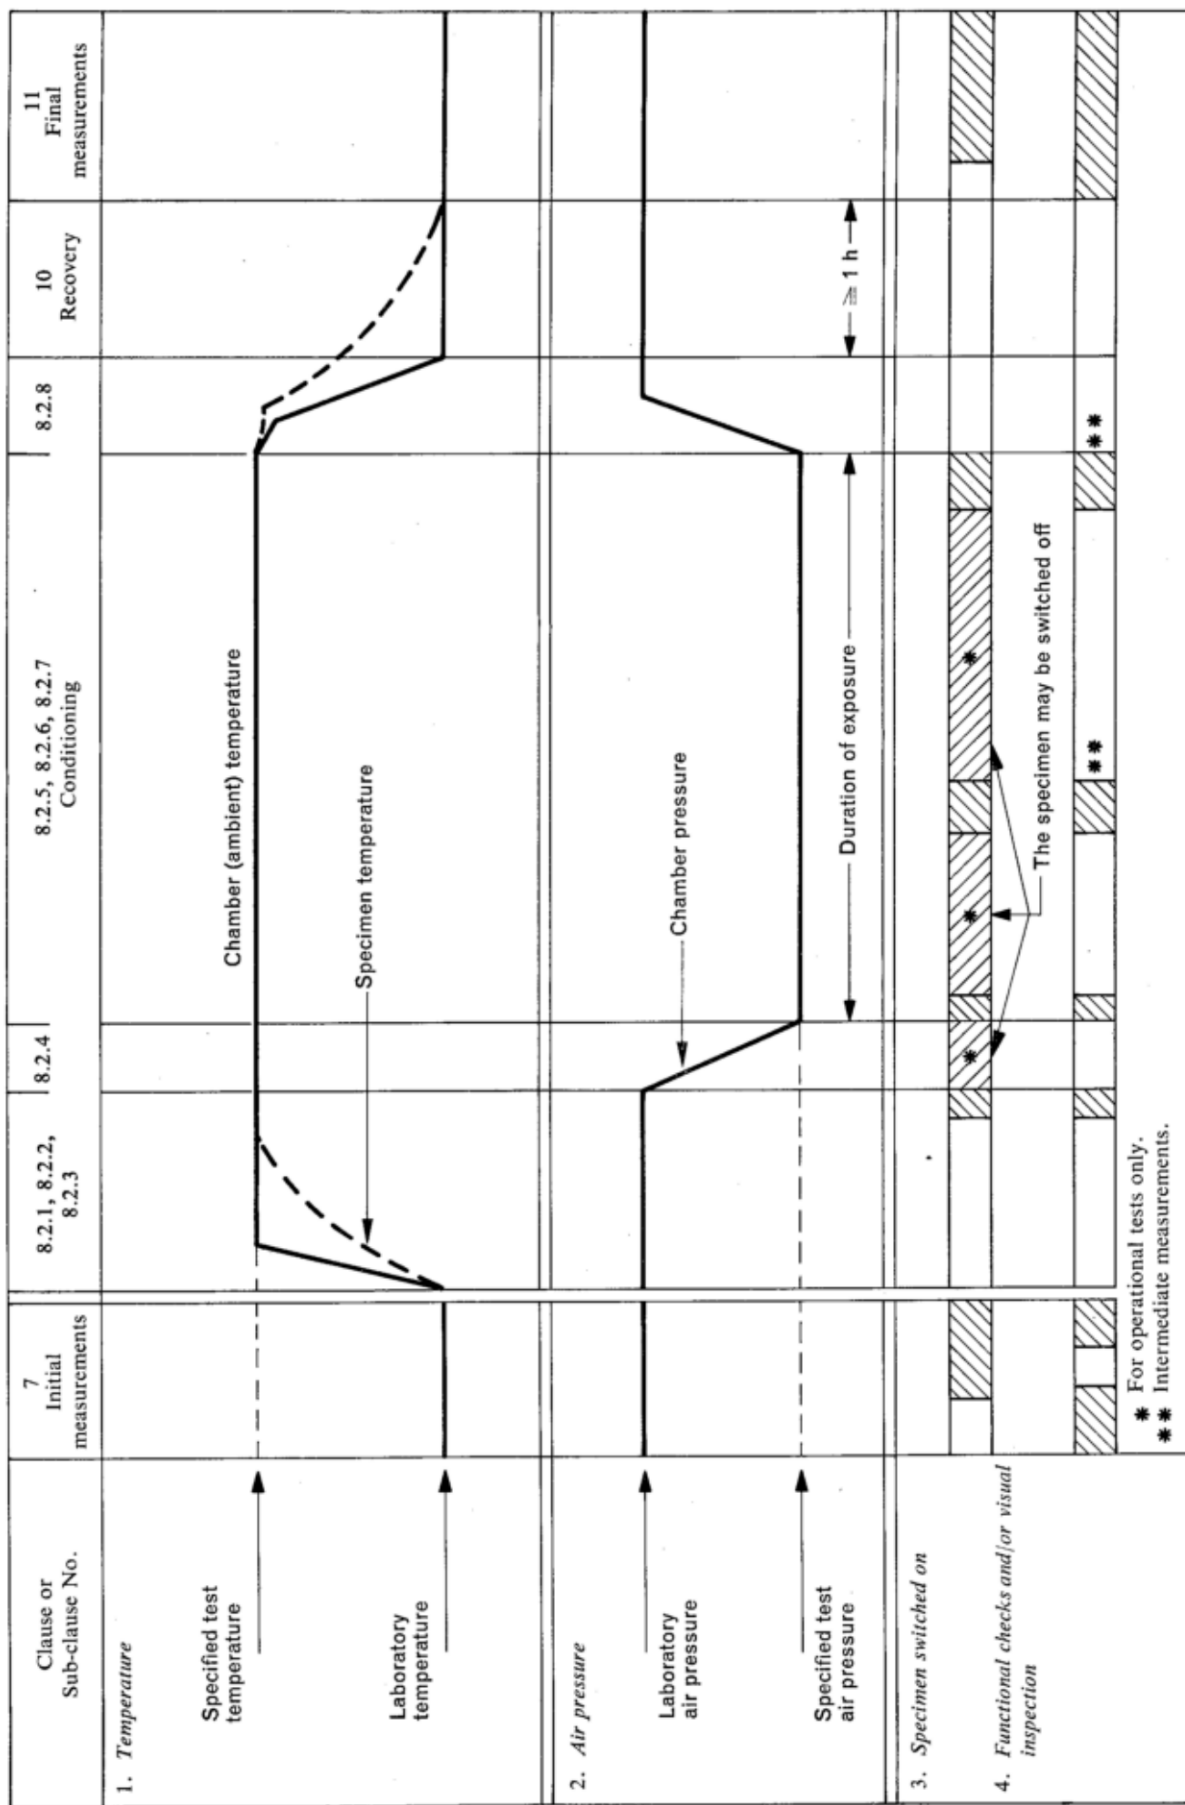 Clause or
Sub-clause No.
7
Initial
measurements
8.2.1, 8.2.2,
8.2.3
8.2.4
8.2.5, 8.2.6, 8.2.7
Conditioning
8.2.8
10
Recovery
11
Final
measurements
1. Temperature
Specified test
temperature
Laboratory
temperature
Chamber (ambient) temperature
Specimen temperature
2. Air pressure
Laboratory
air pressure
Specified test
air pressure
Chamber pressure
Duration of exposure
≧ 1 h
3. Specimen switched on
* * *
The specimen may be switched off
4. Functional checks and/or visual
inspection
** **
* For operational tests only.
** Intermediate measurements.